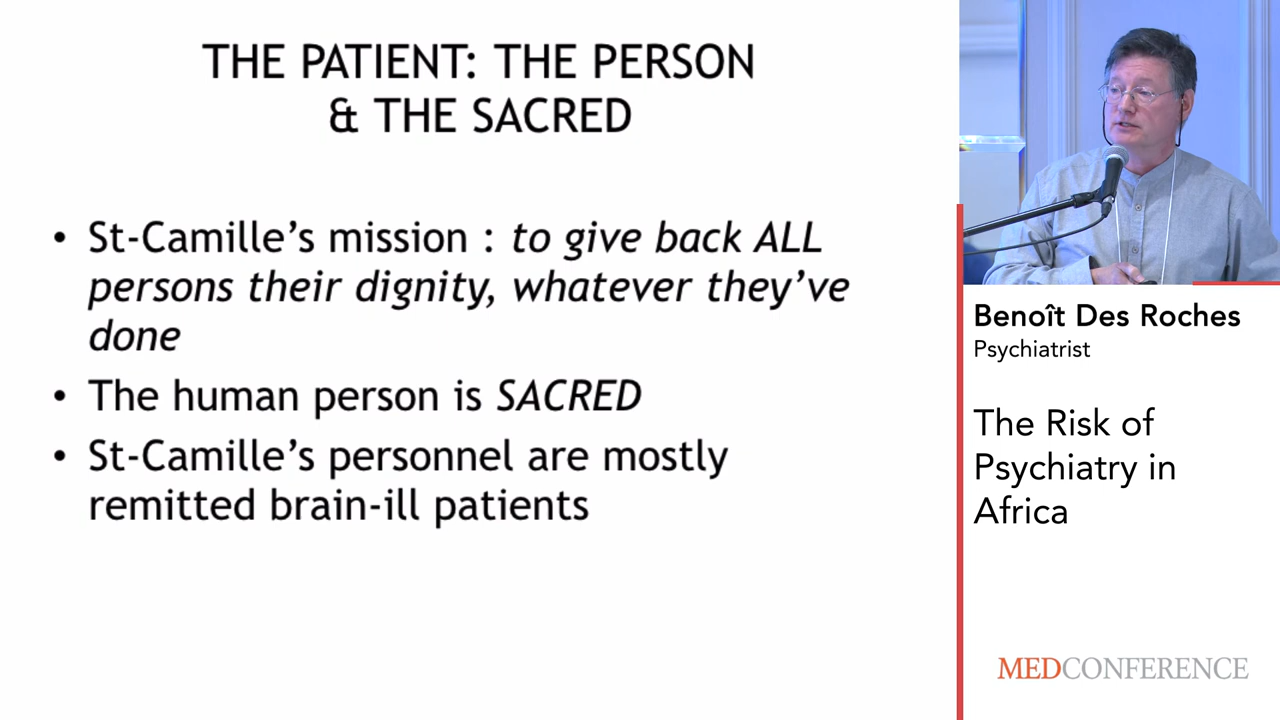 THE PATIENT: THE PERSON
& THE SACRED
• St-Camille's mission : to give back ALL
persons their dignity, whatever they've
done
• The human person is SACRED
• St-Camille's personnel are mostly
remitted brain-ill patients
Benoît Des Roches
Psychiatrist
The Risk of
Psychiatry in
Africa
MEDCONFERENCE